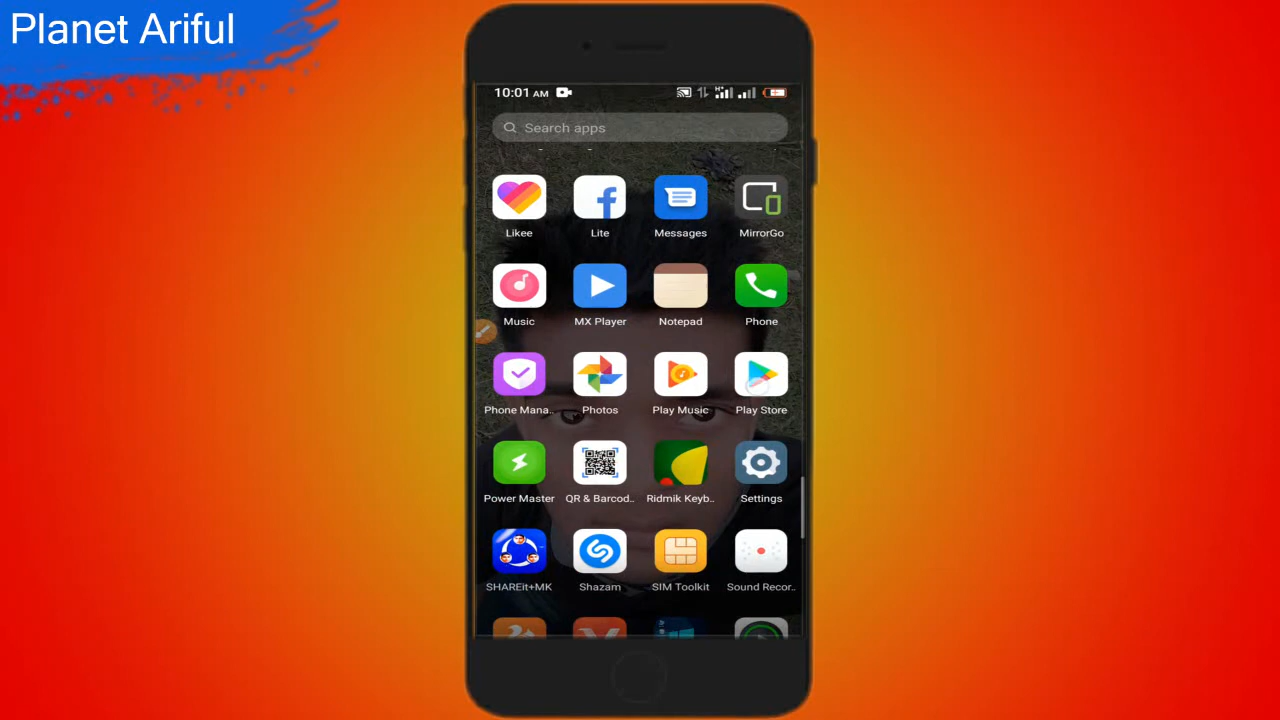 Planet Ariful
10:01 AM
Search apps
Likee
Lite
Messages
MirrorGo
Music
MX Player
Notepad
Phone
Phone Mana..
Photos
Play Music
Play Store
Power Master
QR & Barcod..
Ridmik Keyb..
Settings
SHAREit+MK
Shazam
SIM Toolkit
Sound Recor..